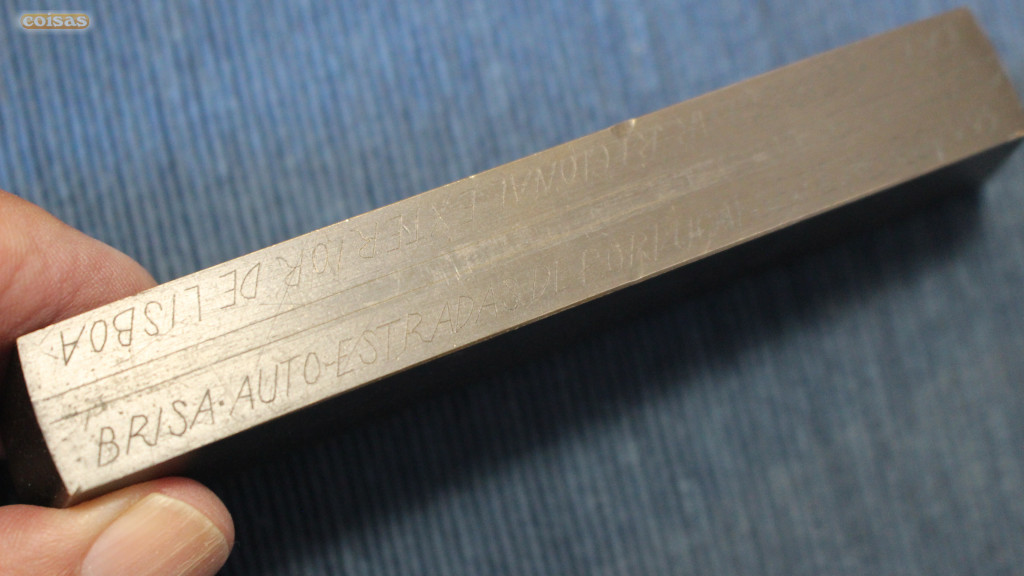 coisas
BRISA·AUTO-ESTRADAS DE PORTUGAL
REGIONAL EXTERIOR DE LISBOA